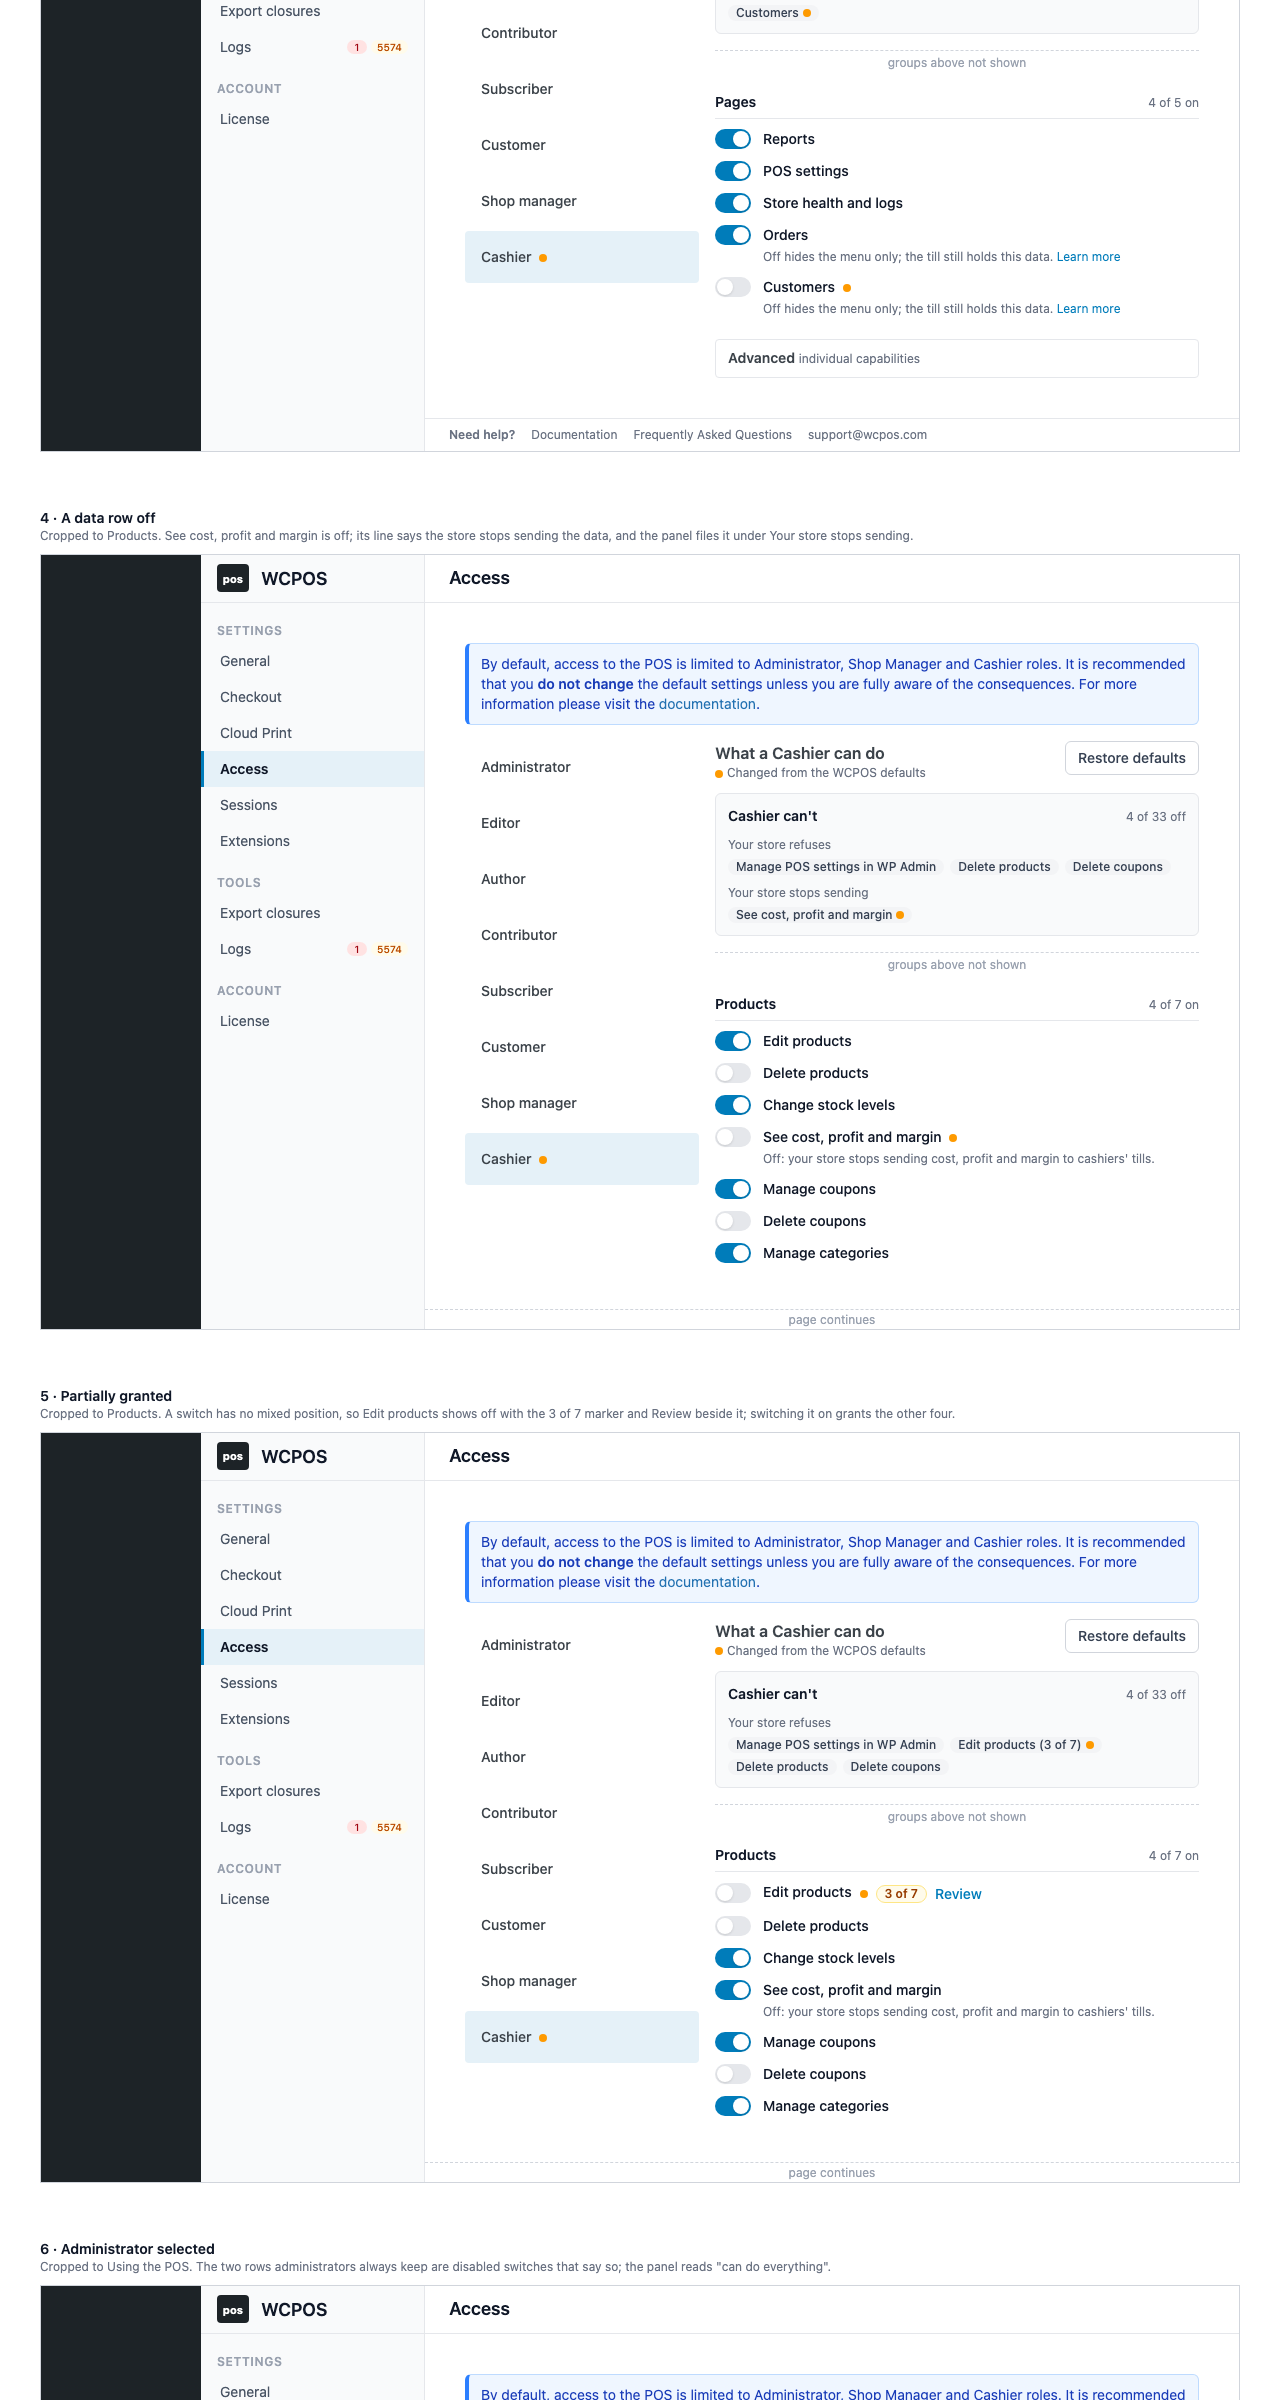 Export closures
Logs 1 5574
ACCOUNT
License
Contributor
Subscriber
Customer
Shop manager
Cashier
Customers
groups above not shown
Pages 4 of 5 on
Reports
POS settings
Store health and logs
Orders
Off hides the menu only; the till still holds this data. Learn more
Customers
Off hides the menu only; the till still holds this data. Learn more
Advanced individual capabilities
Need help? Documentation Frequently Asked Questions support@wcpos.com
4 · A data row off
Cropped to Products. See cost, profit and margin is off; its line says the store stops sending the data, and the panel files it under Your store stops sending.
pos WCPOS
SETTINGS
General
Checkout
Cloud Print
Access
Sessions
Extensions
TOOLS
Export closures
Logs 1 5574
ACCOUNT
License
Access
By default, access to the POS is limited to Administrator, Shop Manager and Cashier roles. It is recommended
that you do not change the default settings unless you are fully aware of the consequences. For more
information please visit the documentation.
Administrator
Editor
Author
Contributor
Subscriber
Customer
Shop manager
Cashier
What a Cashier can do
Changed from the WCPOS defaults
Restore defaults
Cashier can't 4 of 33 off
Your store refuses
Manage POS settings in WP Admin Delete products Delete coupons
Your store stops sending
See cost, profit and margin
groups above not shown
Products 4 of 7 on
Edit products
Delete products
Change stock levels
See cost, profit and margin
Off: your store stops sending cost, profit and margin to cashiers' tills.
Manage coupons
Delete coupons
Manage categories
page continues
5 · Partially granted
Cropped to Products. A switch has no mixed position, so Edit products shows off with the 3 of 7 marker and Review beside it; switching it on grants the other four.
pos WCPOS
SETTINGS
General
Checkout
Cloud Print
Access
Sessions
Extensions
TOOLS
Export closures
Logs 1 5574
ACCOUNT
License
Access
By default, access to the POS is limited to Administrator, Shop Manager and Cashier roles. It is recommended
that you do not change the default settings unless you are fully aware of the consequences. For more
information please visit the documentation.
Administrator
Editor
Author
Contributor
Subscriber
Customer
Shop manager
Cashier
What a Cashier can do
Changed from the WCPOS defaults
Restore defaults
Cashier can't 4 of 33 off
Your store refuses
Manage POS settings in WP Admin Edit products (3 of 7)
Delete products Delete coupons
groups above not shown
Products 4 of 7 on
Edit products 3 of 7 Review
Delete products
Change stock levels
See cost, profit and margin
Off: your store stops sending cost, profit and margin to cashiers' tills.
Manage coupons
Delete coupons
Manage categories
page continues
6 · Administrator selected
Cropped to Using the POS. The two rows administrators always keep are disabled switches that say so; the panel reads "can do everything".
pos WCPOS
SETTINGS
General
Access
By default, access to the POS is limited to Administrator, Shop Manager and Cashier roles. It is recommended